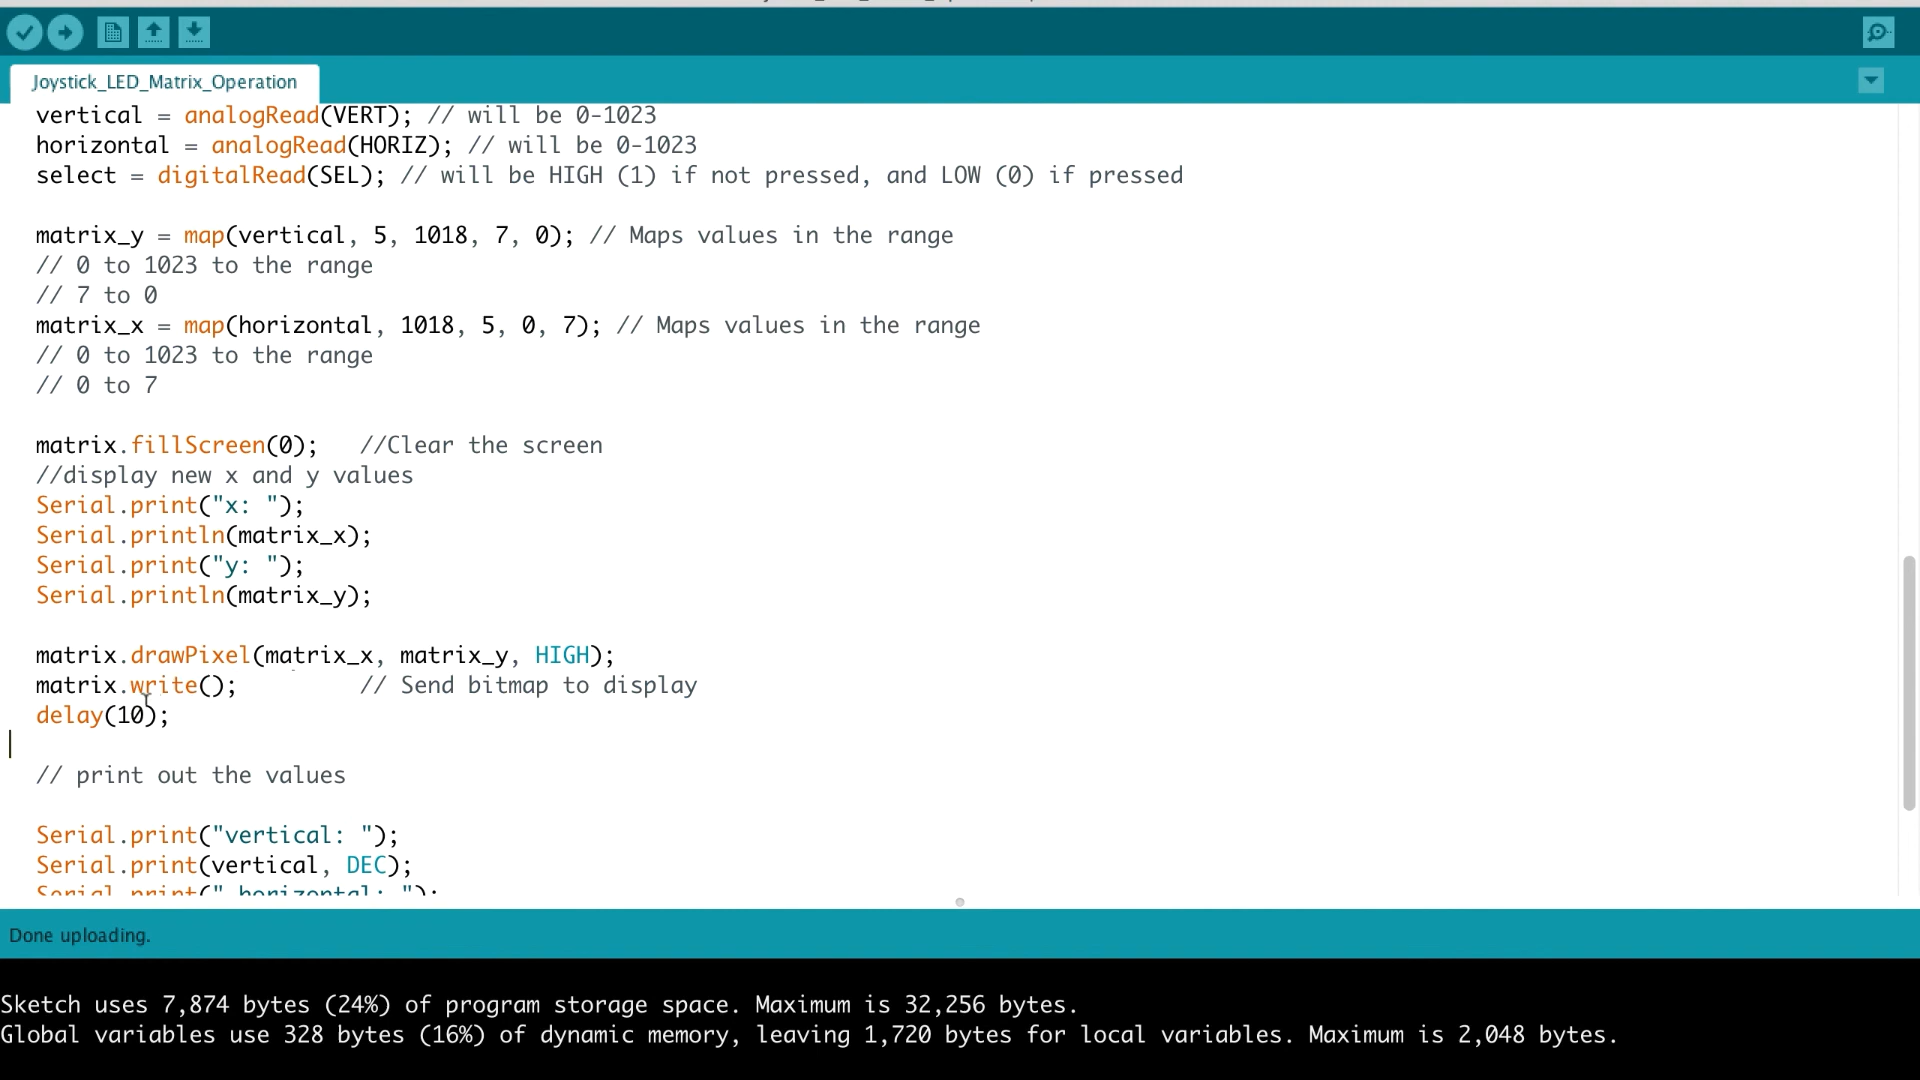 Joystick_LED_Matrix_Operation
vertical = analogRead(VERT); // will be 0-1023
horizontal = analogRead(HORIZ); // will be 0-1023
select = digitalRead(SEL); // will be HIGH (1) if not pressed, and LOW (0) if pressed
matrix_y = map(vertical, 5, 1018, 7, 0); // Maps values in the range
// 0 to 1023 to the range
// 7 to 0
matrix_x = map(horizontal, 1018, 5, 0, 7); // Maps values in the range
// 0 to 1023 to the range
// 0 to 7
matrix.fillScreen(0);   //Clear the screen
//display new x and y values
Serial.print("x: ");
Serial.println(matrix_x);
Serial.print("y: ");
Serial.println(matrix_y);
matrix.drawPixel(matrix_x, matrix_y, HIGH);
matrix.write();         // Send bitmap to display
delay(10);
// print out the values
Serial.print("vertical: ");
Serial.print(vertical, DEC);
Serial.print(" horizontal: ");
Done uploading.
Sketch uses 7,874 bytes (24%) of program storage space. Maximum is 32,256 bytes.
Global variables use 328 bytes (16%) of dynamic memory, leaving 1,720 bytes for local variables. Maximum is 2,048 bytes.